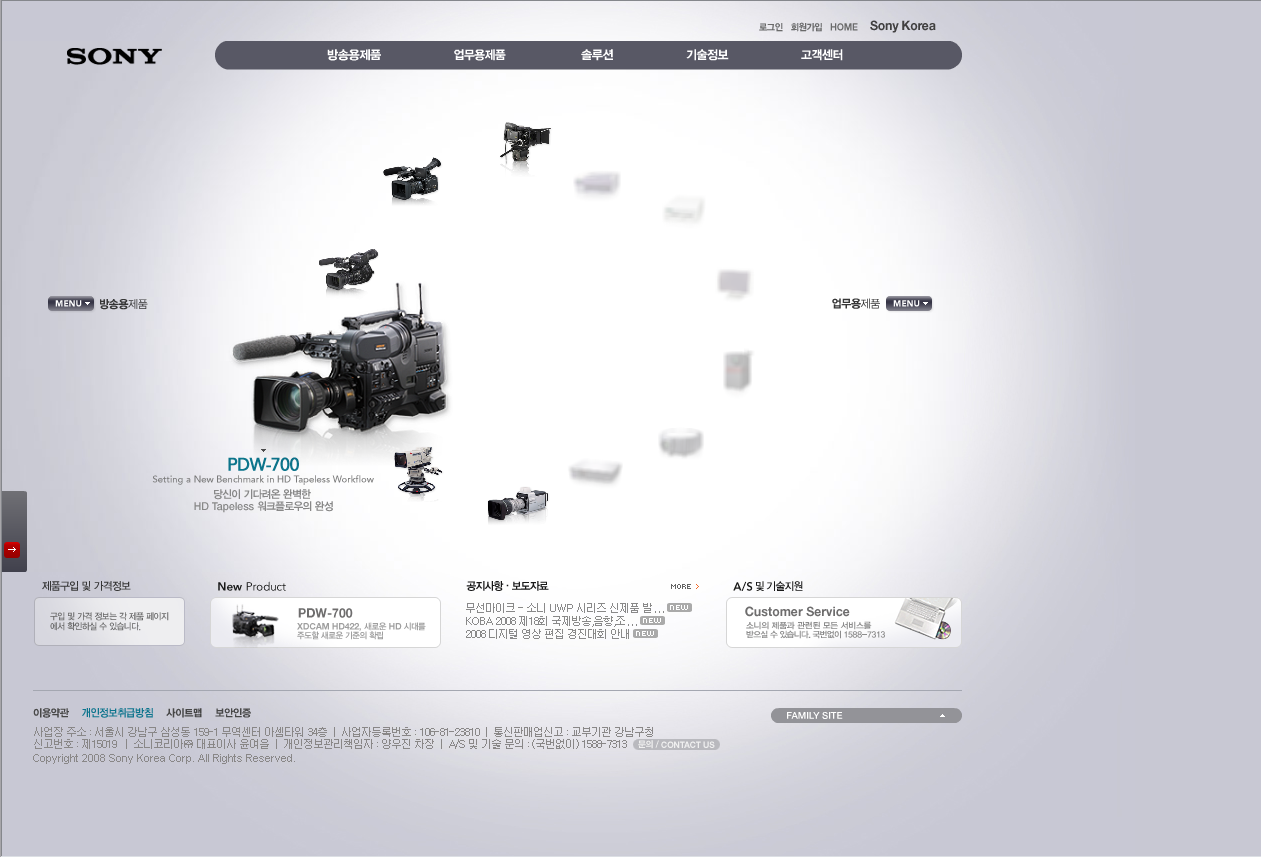 로그인 회원가입 HOME Sony Korea
SONY
방송용제품 업무용제품 솔루션 기술정보 고객센터
MENU 방송용제품
업무용제품 MENU
PDW-700
Setting a New Benchmark in HD Tapeless Workflow
당신이 기다려온 완벽한
HD Tapeless 워크플로우의 완성
제품구입 및 가격정보
구입 및 가격 정보는 각 제품 페이지
에서 확인하실 수 있습니다.
New Product
PDW-700
XDCAM HD422, 새로운 HD 시대를
주도할 새로운 기준의 확립
공지사항 · 보도자료 MORE
무선마이크 - 소니 UWP 시리즈 신제품 발... NEW
KOBA 2008 제18회 국제방송,음향,조... NEW
2008 디지털 영상 편집 경진대회 안내 NEW
A/S 및 기술지원
Customer Service
소니의 제품과 관련된 모든 서비스를
받으실 수 있습니다. 국번없이 1588-7313
이용약관 개인정보취급방침 사이트맵 보안인증
FAMILY SITE
사업장 주소 : 서울시 강남구 삼성동 159-1 무역센터 아셈타워 34층 | 사업자등록번호 : 106-81-23810 | 통신판매업신고 : 교부기관 강남구청
신고번호 : 제15019 | 소니코리아㈜ 대표이사 윤여을 | 개인정보관리책임자 : 양우진 차장 | A/S 및 기술 문의 : (국번없이) 1588-7313 문의 / CONTACT US
Copyright 2008 Sony Korea Corp. All Rights Reserved.